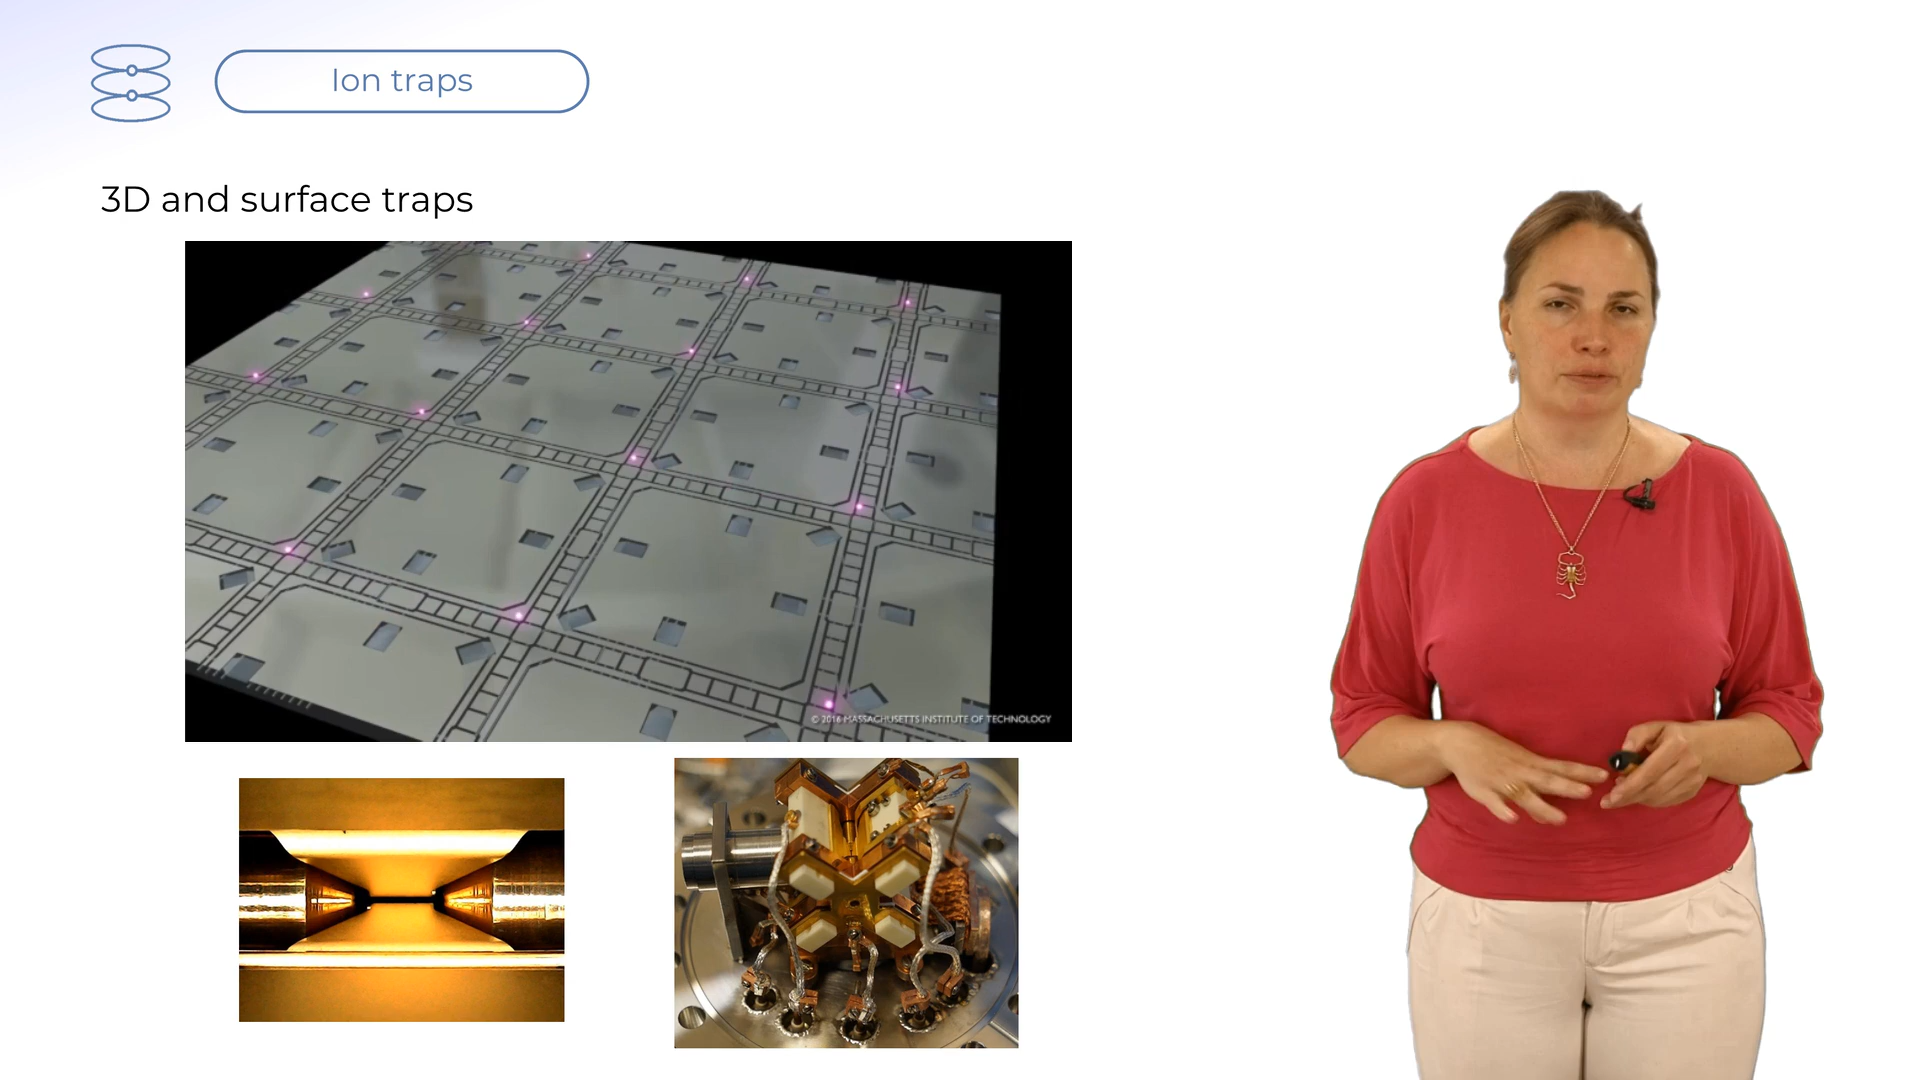 Ion traps
3D and surface traps
© 2016 MASSACHUSETTS INSTITUTE OF TECHNOLOGY